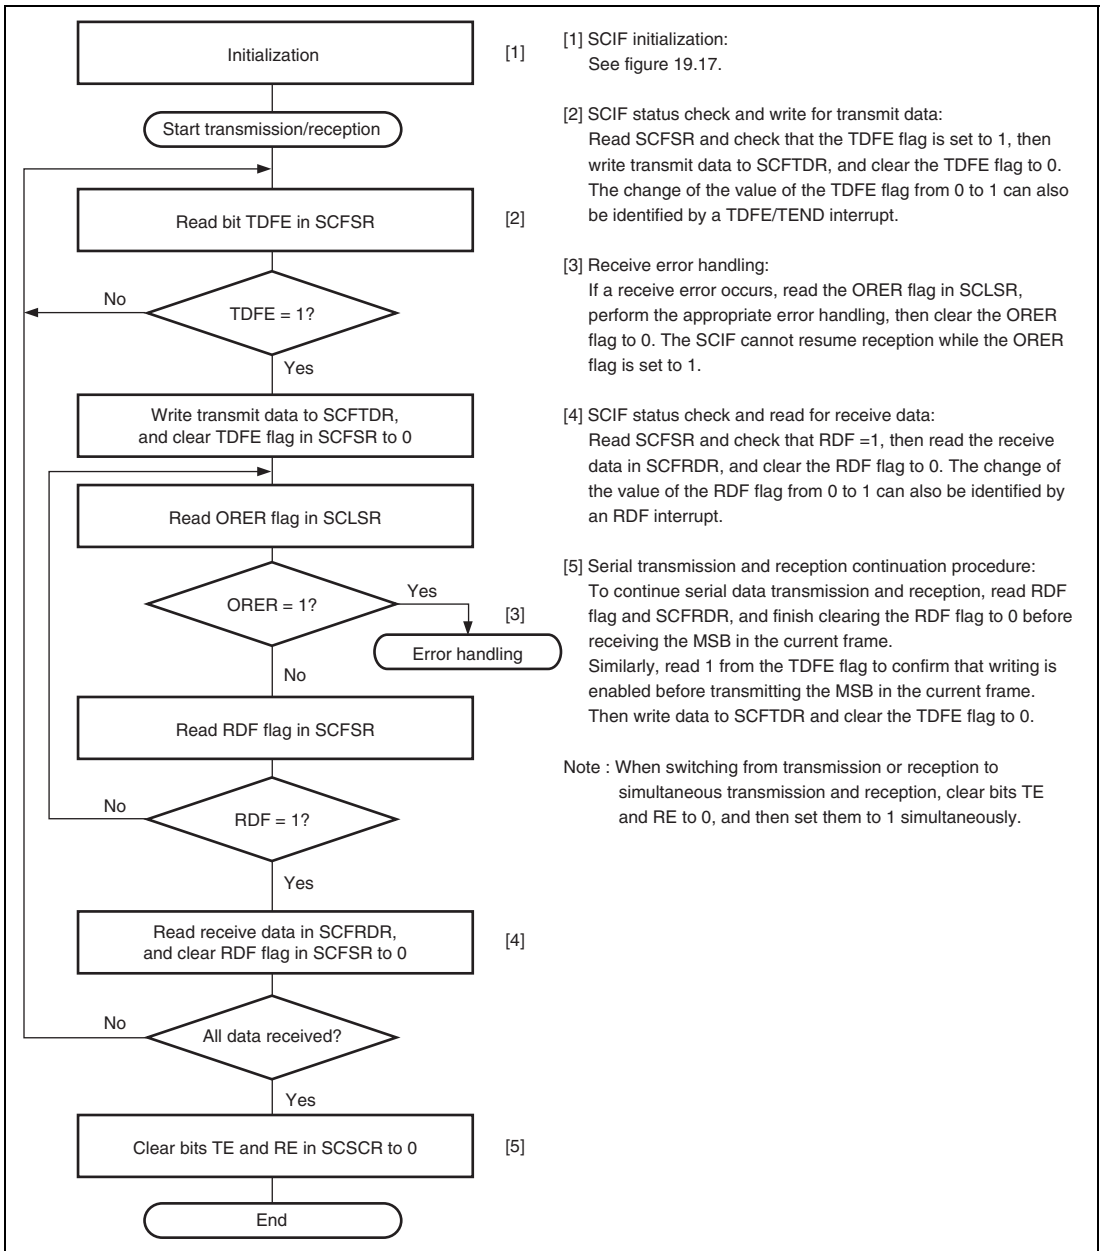 Initialization
[1]
Start transmission/reception
Read bit TDFE in SCFSR
[2]
No
TDFE = 1?
Yes
Write transmit data to SCFTDR,
and clear TDFE flag in SCFSR to 0
Read ORER flag in SCLSR
ORER = 1?
Yes
[3]
Error handling
No
Read RDF flag in SCFSR
No
RDF = 1?
Yes
Read receive data in SCFRDR,
and clear RDF flag in SCFSR to 0
[4]
No
All data received?
Yes
Clear bits TE and RE in SCSCR to 0
[5]
End
[1] SCIF initialization:
See figure 19.17.
[2] SCIF status check and write for transmit data:
Read SCFSR and check that the TDFE flag is set to 1, then
write transmit data to SCFTDR, and clear the TDFE flag to 0.
The change of the value of the TDFE flag from 0 to 1 can also
be identified by a TDFE/TEND interrupt.
[3] Receive error handling:
If a receive error occurs, read the ORER flag in SCLSR,
perform the appropriate error handling, then clear the ORER
flag to 0. The SCIF cannot resume reception while the ORER
flag is set to 1.
[4] SCIF status check and read for receive data:
Read SCFSR and check that RDF =1, then read the receive
data in SCFRDR, and clear the RDF flag to 0. The change of
the value of the RDF flag from 0 to 1 can also be identified by
an RDF interrupt.
[5] Serial transmission and reception continuation procedure:
To continue serial data transmission and reception, read RDF
flag and SCFRDR, and finish clearing the RDF flag to 0 before
receiving the MSB in the current frame.
Similarly, read 1 from the TDFE flag to confirm that writing is
enabled before transmitting the MSB in the current frame.
Then write data to SCFTDR and clear the TDFE flag to 0.
Note : When switching from transmission or reception to
simultaneous transmission and reception, clear bits TE
and RE to 0, and then set them to 1 simultaneously.